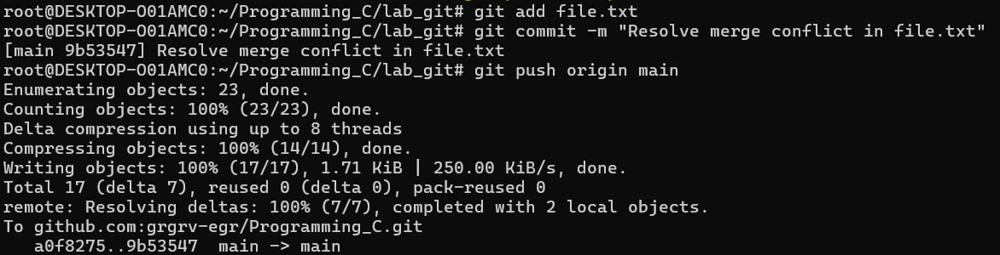 root@DESKTOP-O01AMC0:~/Programming_C/lab_git# git add file.txt
root@DESKTOP-O01AMC0:~/Programming_C/lab_git# git commit -m "Resolve merge conflict in file.txt"
[main 9b53547] Resolve merge conflict in file.txt
root@DESKTOP-O01AMC0:~/Programming_C/lab_git# git push origin main
Enumerating objects: 23, done.
Counting objects: 100% (23/23), done.
Delta compression using up to 8 threads
Compressing objects: 100% (14/14), done.
Writing objects: 100% (17/17), 1.71 KiB | 250.00 KiB/s, done.
Total 17 (delta 7), reused 0 (delta 0), pack-reused 0
remote: Resolving deltas: 100% (7/7), completed with 2 local objects.
To github.com:grgrv-egr/Programming_C.git
   a0f8275..9b53547  main -> main